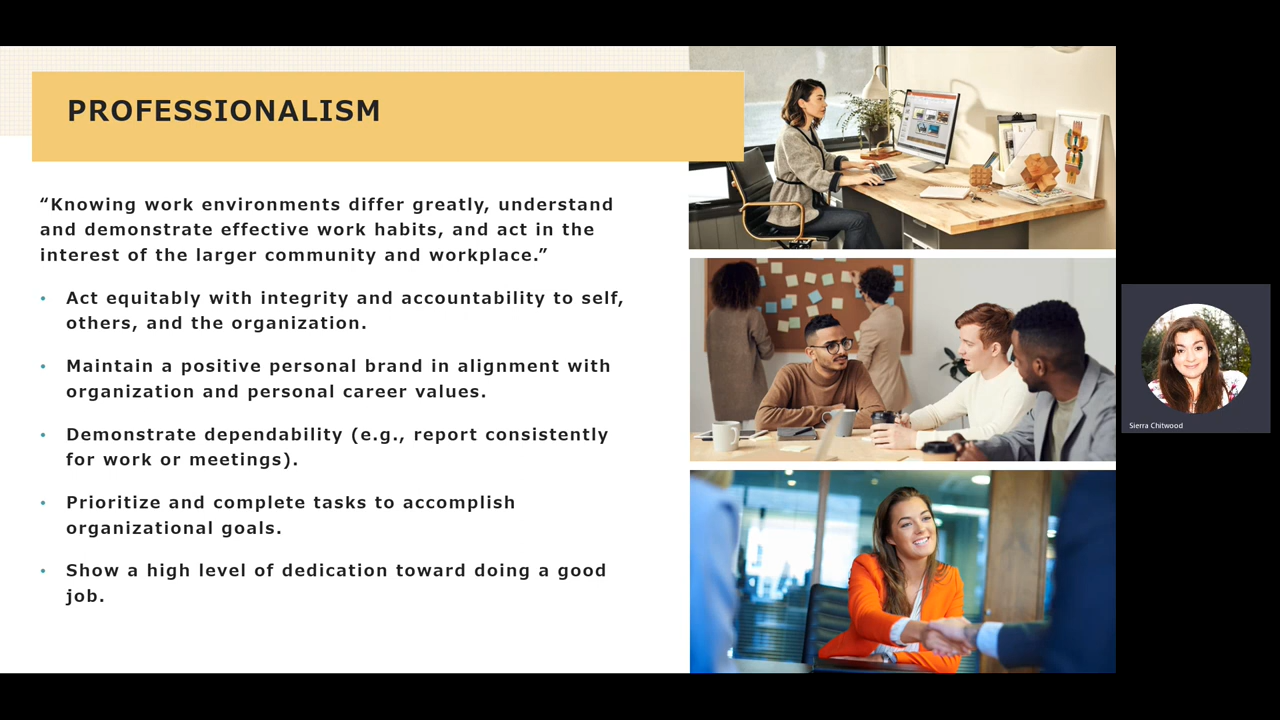 PROFESSIONALISM
“Knowing work environments differ greatly, understand
and demonstrate effective work habits, and act in the
interest of the larger community and workplace.”
• Act equitably with integrity and accountability to self,
others, and the organization.
• Maintain a positive personal brand in alignment with
organization and personal career values.
• Demonstrate dependability (e.g., report consistently
for work or meetings).
• Prioritize and complete tasks to accomplish
organizational goals.
• Show a high level of dedication toward doing a good
job.
Sierra Chitwood